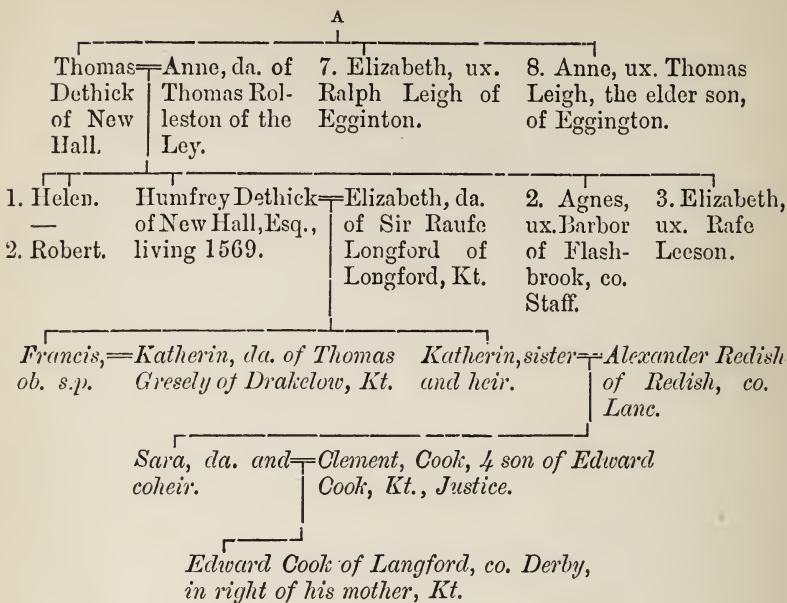 A
Thomas Anne, da. of 7. Elizabeth, ux. 8. Anne, ux. Thomas
Dethick Thomas Rol- Ralph Leigh of Leigh, the elder son,
of New leston of the Egginton. of Eggington.
Hall. Ley.
1. Helen. Humfrey Dethick Elizabeth, da. 2. Agnes, 3. Elizabeth,
— of New Hall, Esq., of Sir Raufe ux. Barbor ux. Rafe
2. Robert. living 1569. Longford of of Flash- Leeson.
Longford, Kt. brook, co.
Staff.
Francis, Katherin, da. of Thomas Katherin, sister Alexander Redish
ob. s.p. Gresely of Drakelow, Kt. and heir. of Redish, co.
Lanc.
Sara, da. and Clement, Cook, 4 son of Edward
coheir. Cook, Kt., Justice.
Edward Cook of Langford, co. Derby,
in right of his mother, Kt.